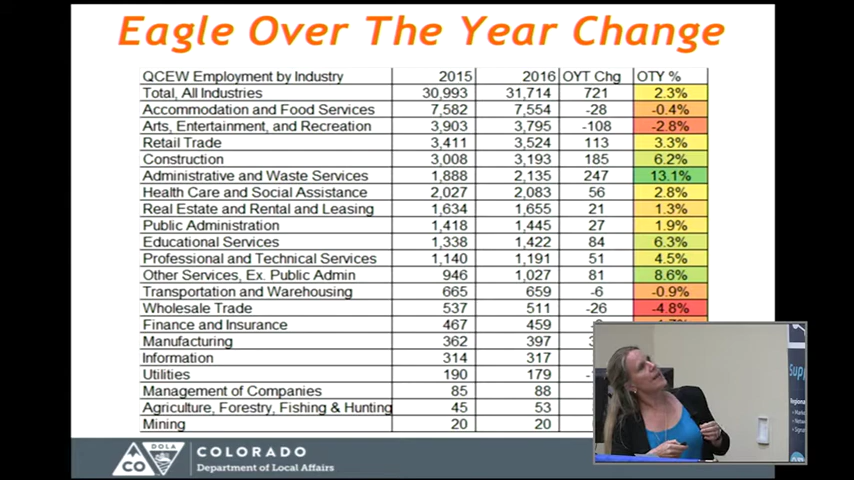 Eagle Over The Year Change
QCEW Employment by Industry 2015 2016 OYT Chg OTY %
Total, All Industries 30,993 31,714 721 2.3%
Accommodation and Food Services 7,582 7,554 -28 -0.4%
Arts, Entertainment, and Recreation 3,903 3,795 -108 -2.8%
Retail Trade 3,411 3,524 113 3.3%
Construction 3,008 3,193 185 6.2%
Administrative and Waste Services 1,888 2,135 247 13.1%
Health Care and Social Assistance 2,027 2,083 56 2.8%
Real Estate and Rental and Leasing 1,634 1,655 21 1.3%
Public Administration 1,418 1,445 27 1.9%
Educational Services 1,338 1,422 84 6.3%
Professional and Technical Services 1,140 1,191 51 4.5%
Other Services, Ex. Public Admin 946 1,027 81 8.6%
Transportation and Warehousing 665 659 -6 -0.9%
Wholesale Trade 537 511 -26 -4.8%
Finance and Insurance 467 459
Manufacturing 362 397
Information 314 317
Utilities 190 179
Management of Companies 85 88
Agriculture, Forestry, Fishing & Hunting 45 53
Mining 20 20
CO DOLA COLORADO
Department of Local Affairs